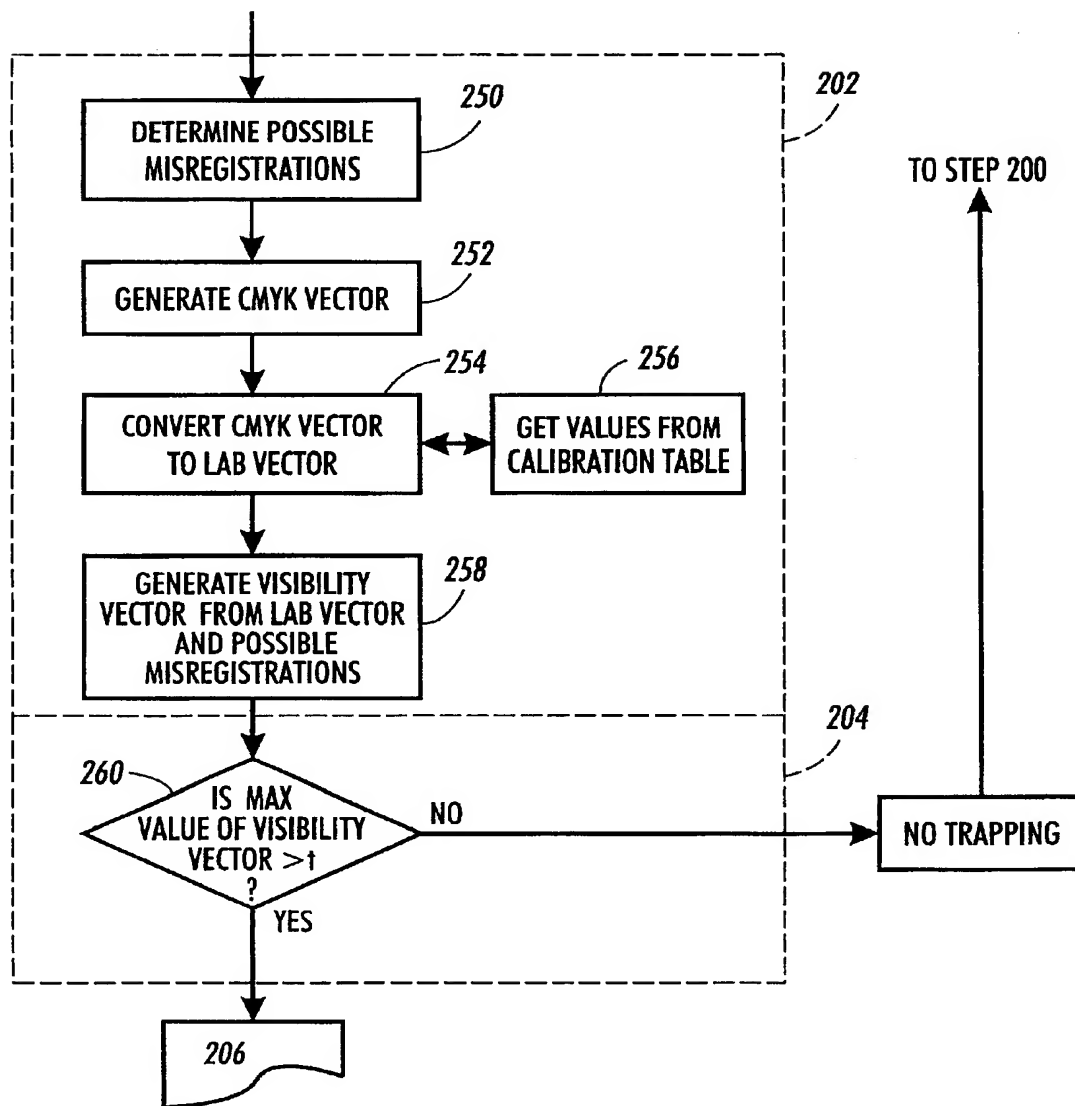 250
202
DETERMINE POSSIBLE
MISREGISTRATIONS
TO STEP 200
252
GENERATE CMYK VECTOR
254
256
CONVERT CMYK VECTOR
TO LAB VECTOR
GET VALUES FROM
CALIBRATION TABLE
258
GENERATE VISIBILITY
VECTOR FROM LAB VECTOR
AND POSSIBLE
MISREGISTRATIONS
204
260
IS MAX
VALUE OF VISIBILITY
VECTOR >t
?
NO
NO TRAPPING
YES
206